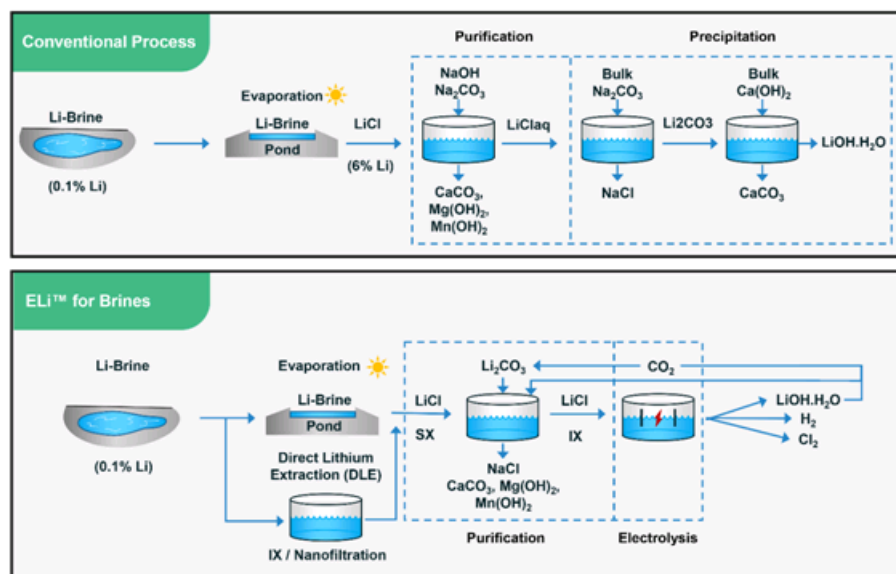 Conventional Process
Purification
Precipitation
Li-Brine
(0.1% Li)
Evaporation
Li-Brine
Pond
LiCl
(6% Li)
NaOH
Na₂CO₃
CaCO₃,
Mg(OH)₂,
Mn(OH)₂
LiClaq
Bulk
Na₂CO₃
NaCl
Li2CO3
Bulk
Ca(OH)₂
CaCO₃
LiOH.H₂O
ELi™ for Brines
Li-Brine
(0.1% Li)
Evaporation
Li-Brine
Pond
Direct Lithium
Extraction (DLE)
IX / Nanofiltration
LiCl
SX
Li₂CO₃
NaCl
CaCO₃, Mg(OH)₂,
Mn(OH)₂
LiCl
IX
CO₂
LiOH.H₂O
H₂
Cl₂
Purification
Electrolysis